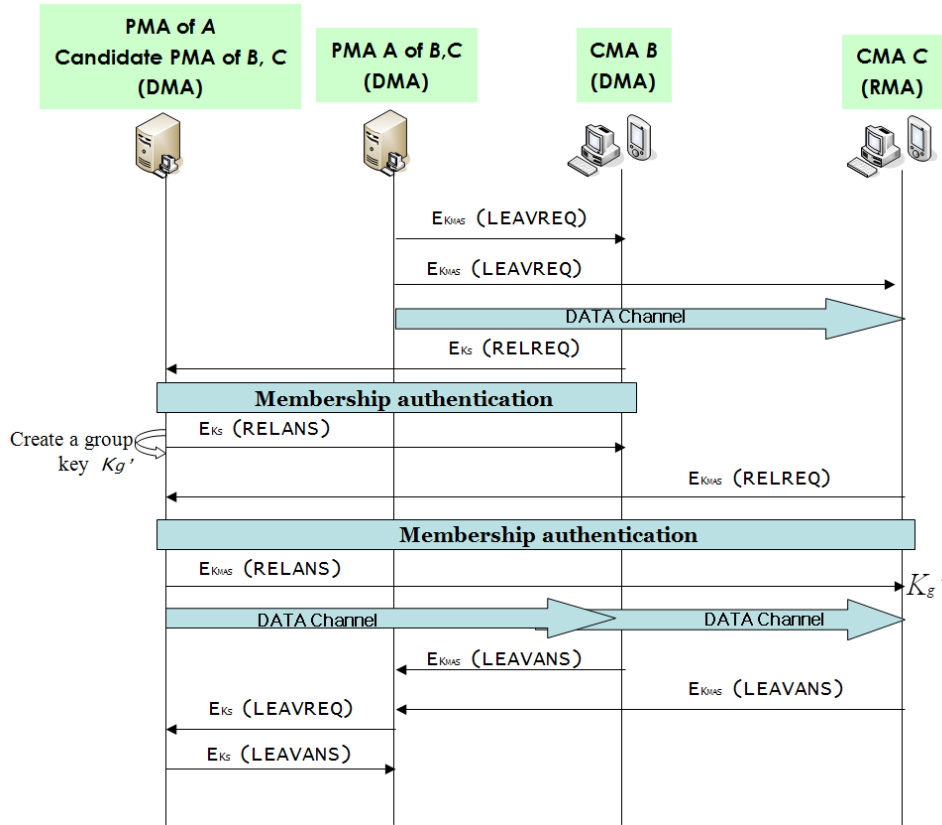 PMA of A
Candidate PMA of B, C
(DMA)
PMA A of B,C
(DMA)
CMA B
(DMA)
CMA C
(RMA)
EKMAS (LEAVREQ)
EKMAS (LEAVREQ)
DATA Channel
EKS (RELREQ)
Membership authentication
EKS (RELANS)
Create a group
key Kg'
EKMAS (RELREQ)
Membership authentication
EKMAS (RELANS)
Kg'
DATA Channel
DATA Channel
EKMAS (LEAVANS)
EKMAS (LEAVANS)
EKS (LEAVREQ)
EKS (LEAVANS)